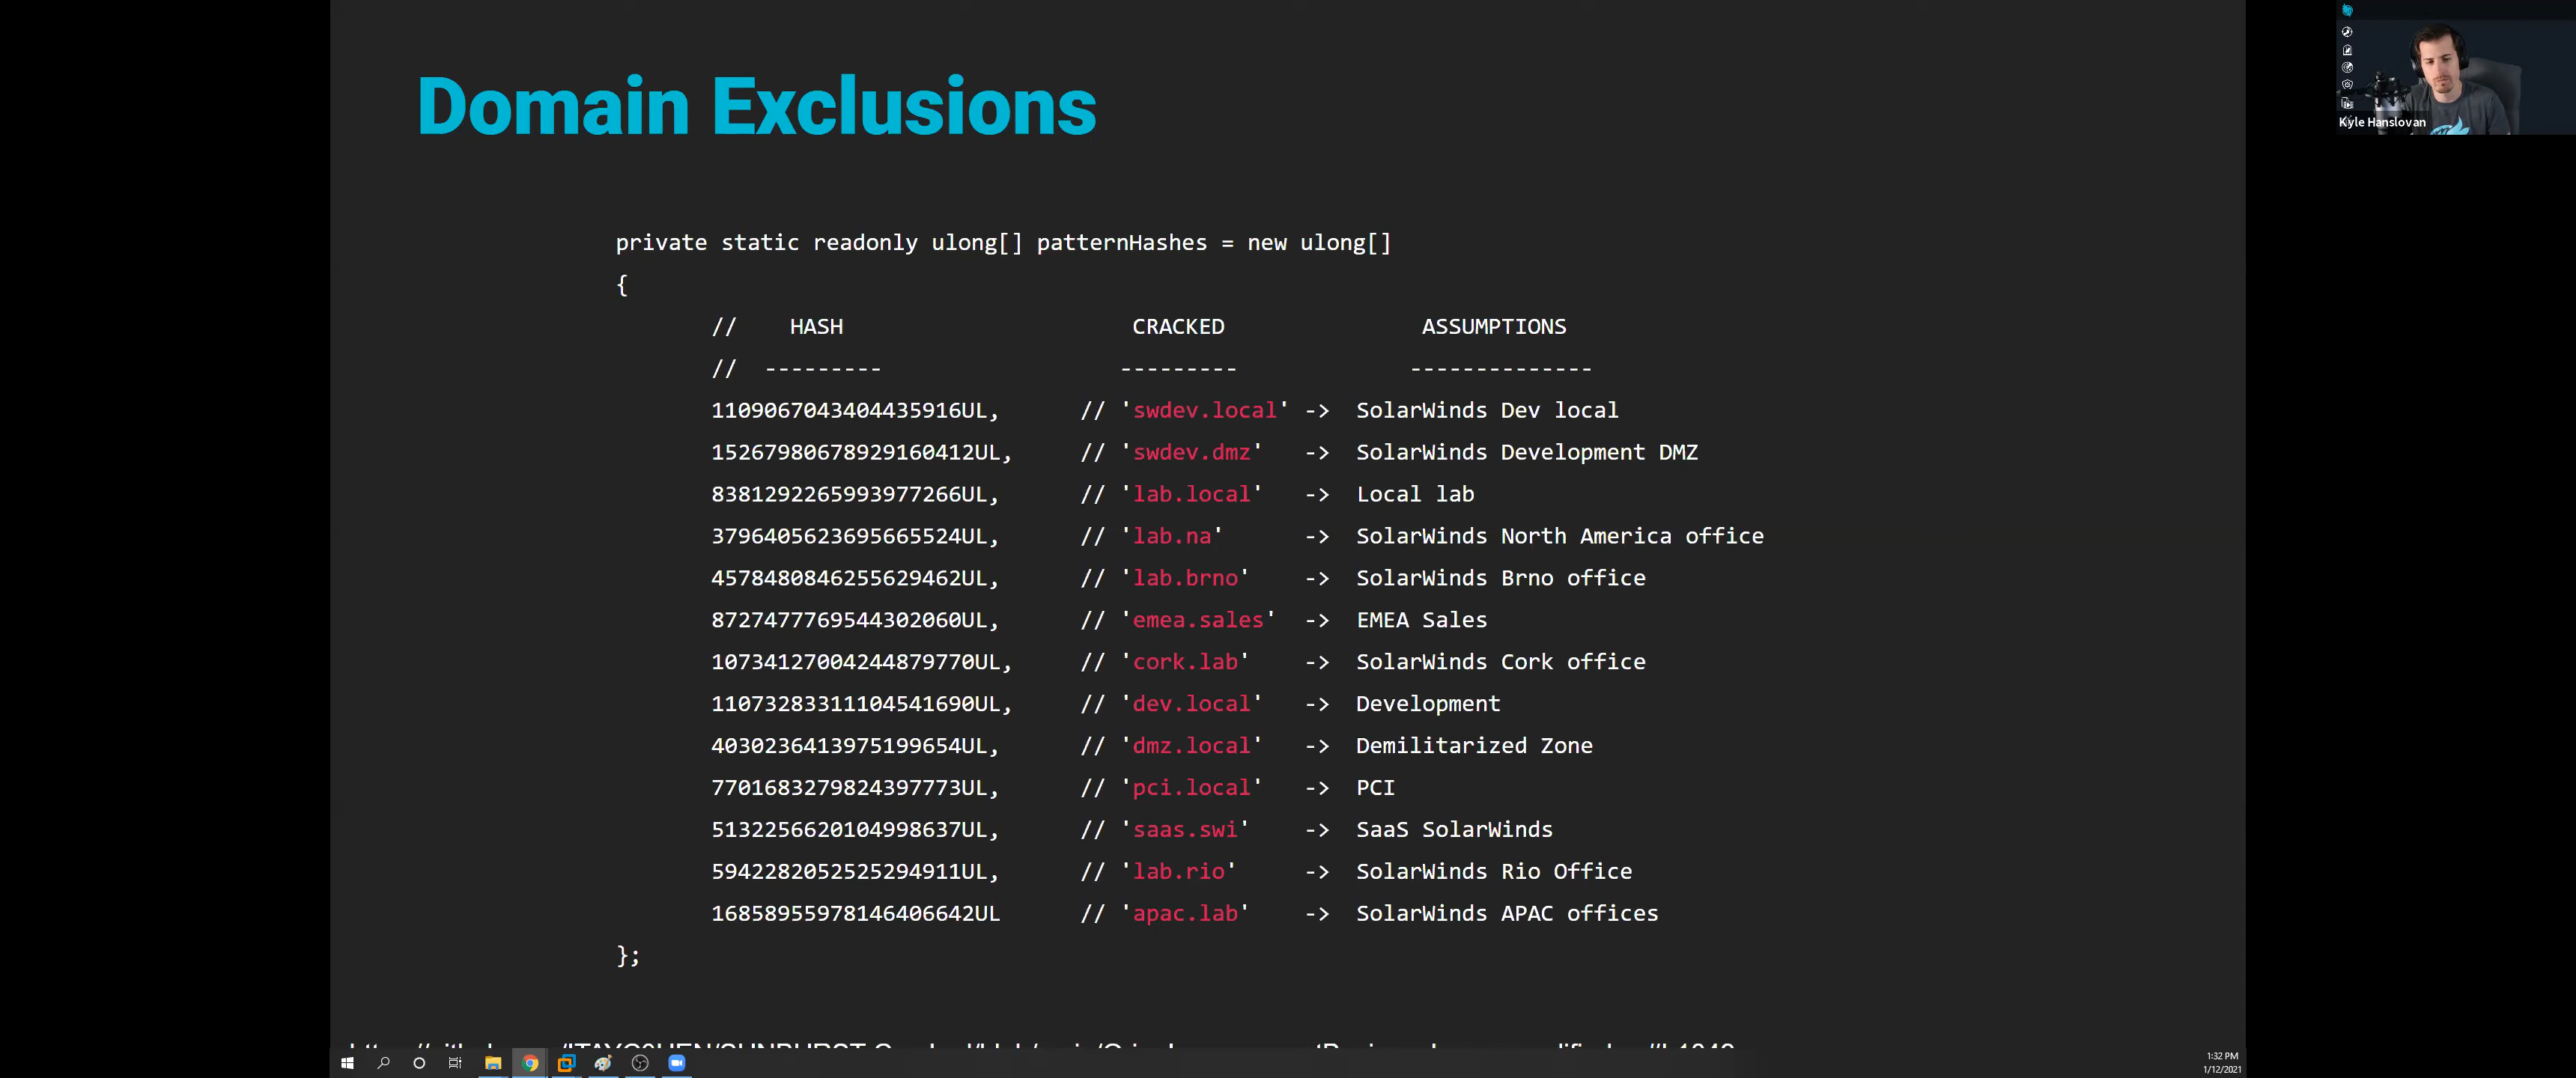 Domain Exclusions
Kyle Hanslovan
private static readonly ulong[] patternHashes = new ulong[]
{
// HASH CRACKED ASSUMPTIONS
// --------- --------- --------------
1109067043404435916UL, // 'swdev.local' -> SolarWinds Dev local
15267980678929160412UL, // 'swdev.dmz' -> SolarWinds Development DMZ
8381292265993977266UL, // 'lab.local' -> Local lab
3796405623695665524UL, // 'lab.na' -> SolarWinds North America office
4578480846255629462UL, // 'lab.brno' -> SolarWinds Brno office
8727477769544302060UL, // 'emea.sales' -> EMEA Sales
10734127004244879770UL, // 'cork.lab' -> SolarWinds Cork office
11073283311104541690UL, // 'dev.local' -> Development
4030236413975199654UL, // 'dmz.local' -> Demilitarized Zone
7701683279824397773UL, // 'pci.local' -> PCI
5132256620104998637UL, // 'saas.swi' -> SaaS SolarWinds
5942282052525294911UL, // 'lab.rio' -> SolarWinds Rio Office
16858955978146406642UL // 'apac.lab' -> SolarWinds APAC offices
};
1:32 PM
1/12/2021